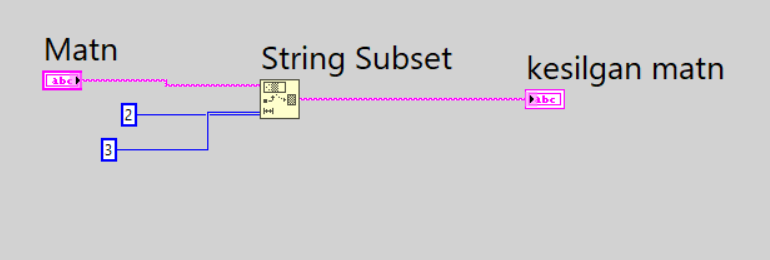 Matn
String Subset
kesilgan matn
abc
abc
2
3